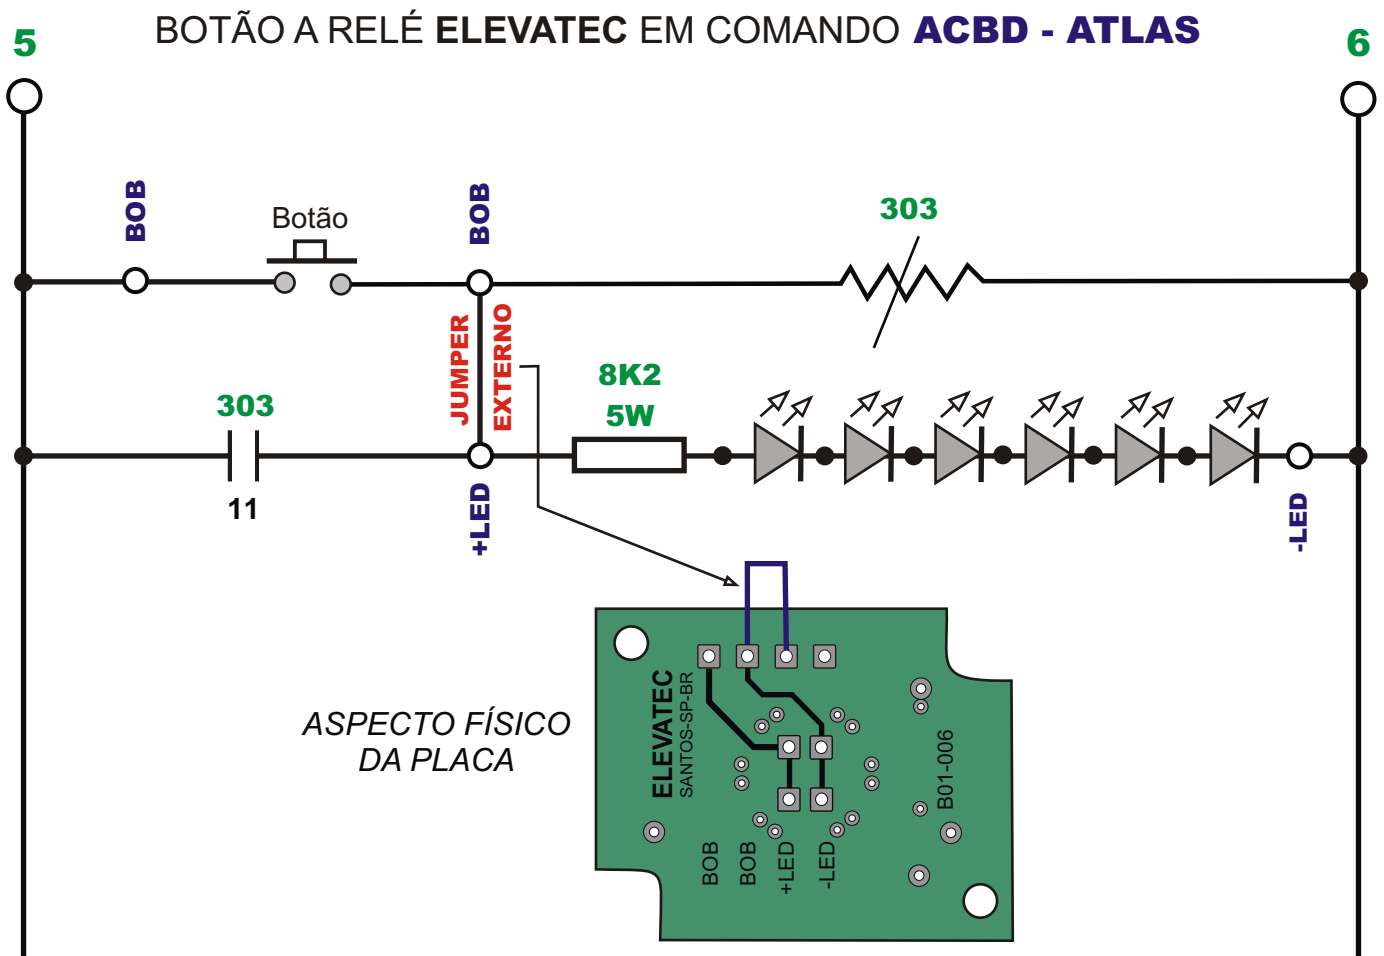 BOTÃO A RELÉ ELEVATEC EM COMANDO ACBD - ATLAS
5
6
BOB
Botão
BOB
303
JUMPER
EXTERNO
303
11
8K2
5W
+LED
-LED
ASPECTO FÍSICO
DA PLACA
ELEVATEC
SANTOS-SP-BR
B01-006
BOB
BOB
+LED
-LED